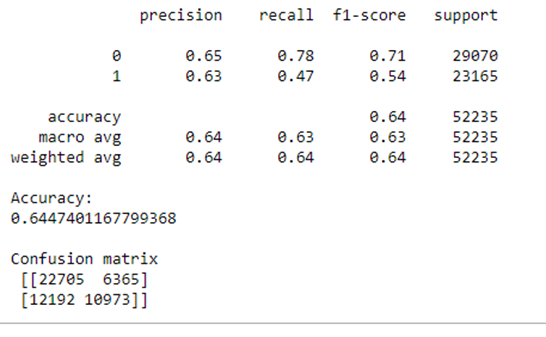 precision recall f1-score support
0 0.65 0.78 0.71 29070
1 0.63 0.47 0.54 23165
accuracy 0.64 52235
macro avg 0.64 0.63 0.63 52235
weighted avg 0.64 0.64 0.64 52235
Accuracy:
0.6447401167799368
Confusion matrix
[[22705 6365]
[12192 10973]]